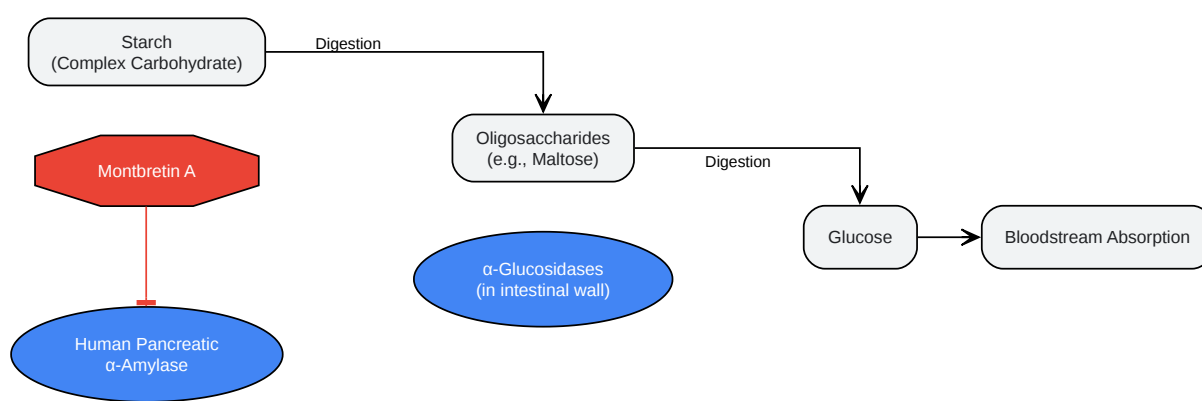 Starch
(Complex Carbohydrate)
Digestion
Oligosaccharides
(e.g., Maltose)
Digestion
Montbretin A
Glucose
Bloodstream Absorption
α-Glucosidases
(in intestinal wall)
Human Pancreatic
α-Amylase